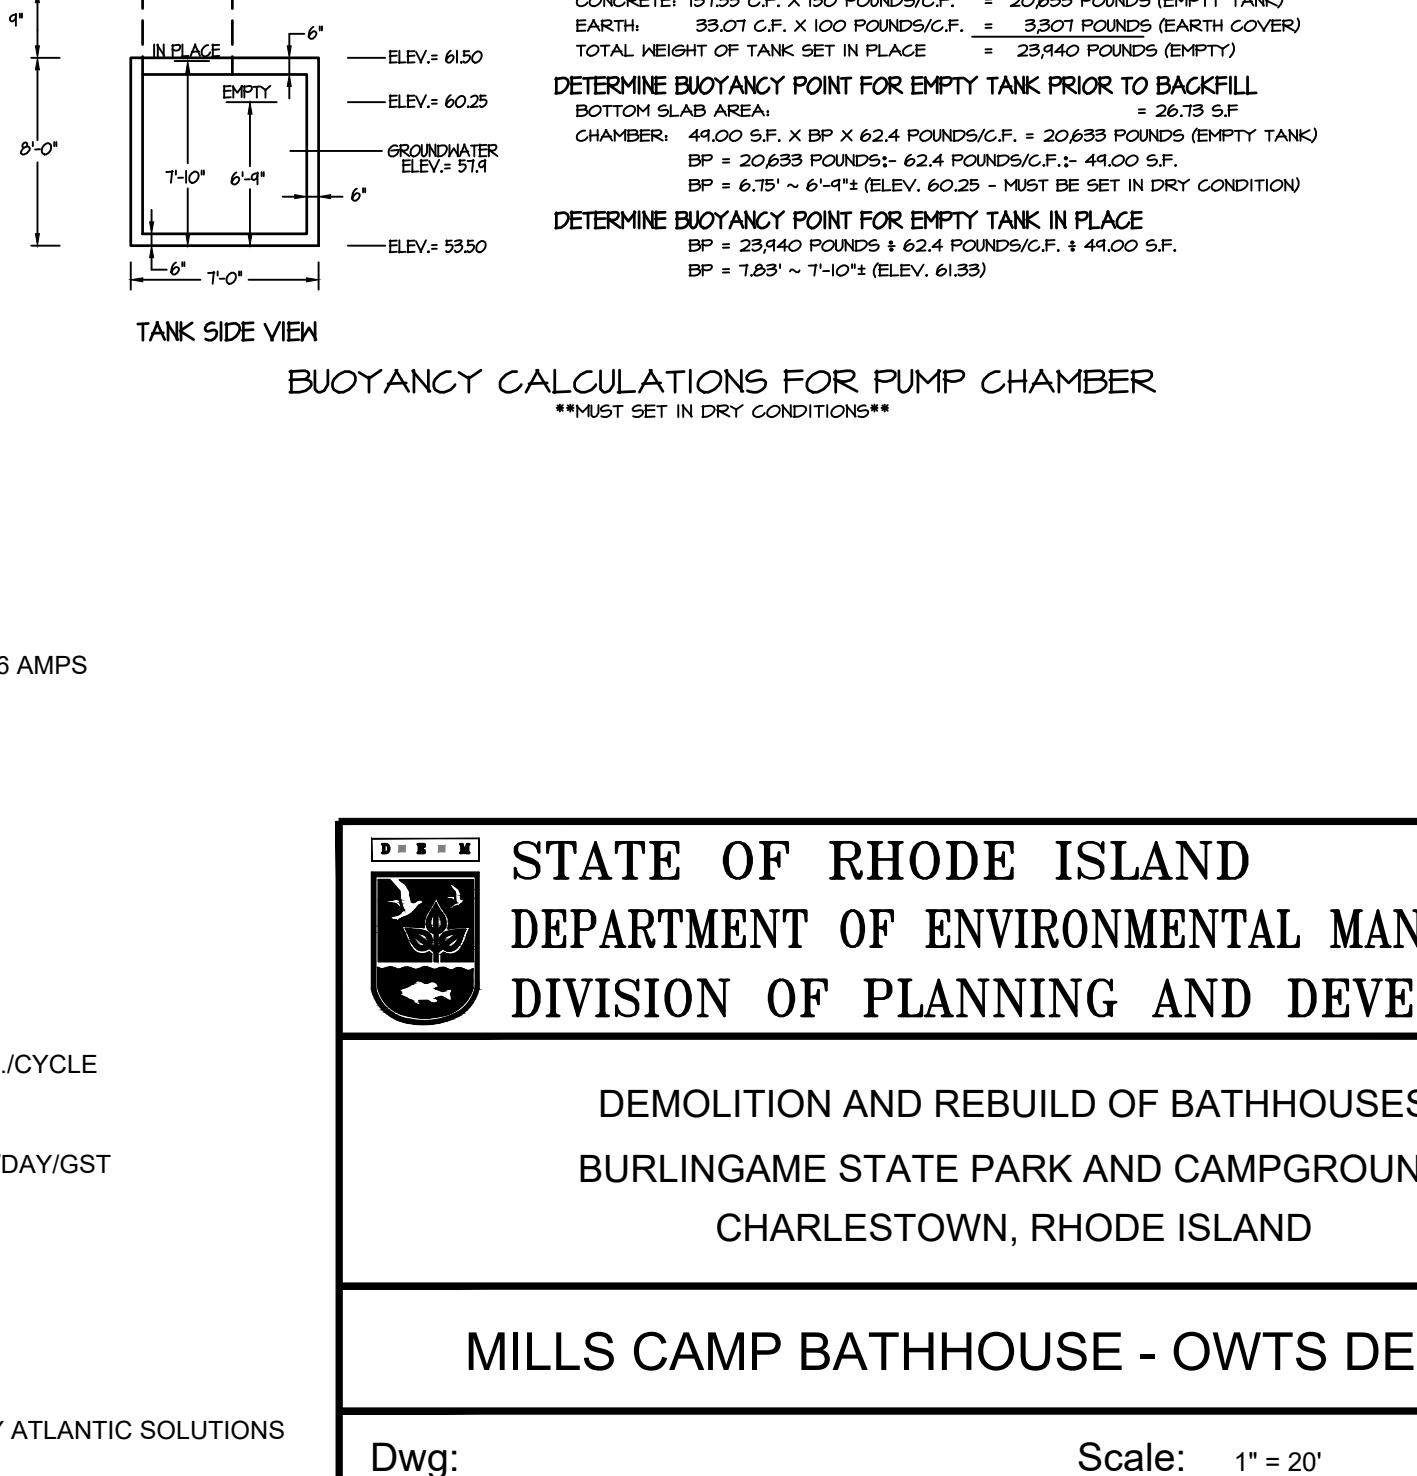 CONCRETE: 137.55 C.F. X 150 POUNDS/C.F. = 20,633 POUNDS (EMPTY TANK)
EARTH: 33.07 C.F. X 100 POUNDS/C.F. = 3,307 POUNDS (EARTH COVER)
TOTAL WEIGHT OF TANK SET IN PLACE = 23,940 POUNDS (EMPTY)
DETERMINE BUOYANCY POINT FOR EMPTY TANK PRIOR TO BACKFILL
BOTTOM SLAB AREA: = 26.73 S.F
CHAMBER: 49.00 S.F. X BP X 62.4 POUNDS/C.F. = 20,633 POUNDS (EMPTY TANK)
BP = 20,633 POUNDS:- 62.4 POUNDS/C.F.:- 49.00 S.F.
BP = 6.75' ~ 6'-9"± (ELEV. 60.25 - MUST BE SET IN DRY CONDITION)
DETERMINE BUOYANCY POINT FOR EMPTY TANK IN PLACE
BP = 23,940 POUNDS ÷ 62.4 POUNDS/C.F. ÷ 49.00 S.F.
BP = 7.83' ~ 7'-10"± (ELEV. 61.33)
9"
6"
IN PLACE
ELEV.= 61.50
EMPTY
ELEV.= 60.25
8'-0"
GROUNDWATER
ELEV.= 57.9
7'-10"
6'-9"
6"
ELEV.= 53.50
6"
7'-0"
TANK SIDE VIEW
BUOYANCY CALCULATIONS FOR PUMP CHAMBER
**MUST SET IN DRY CONDITIONS**
6 AMPS
./CYCLE
/DAY/GST
Y ATLANTIC SOLUTIONS
D E M
STATE OF RHODE ISLAND
DEPARTMENT OF ENVIRONMENTAL MAN
DIVISION OF PLANNING AND DEVE
DEMOLITION AND REBUILD OF BATHHOUSES
BURLINGAME STATE PARK AND CAMPGROUN
CHARLESTOWN, RHODE ISLAND
MILLS CAMP BATHHOUSE - OWTS DE
Dwg:
Scale: 1" = 20'